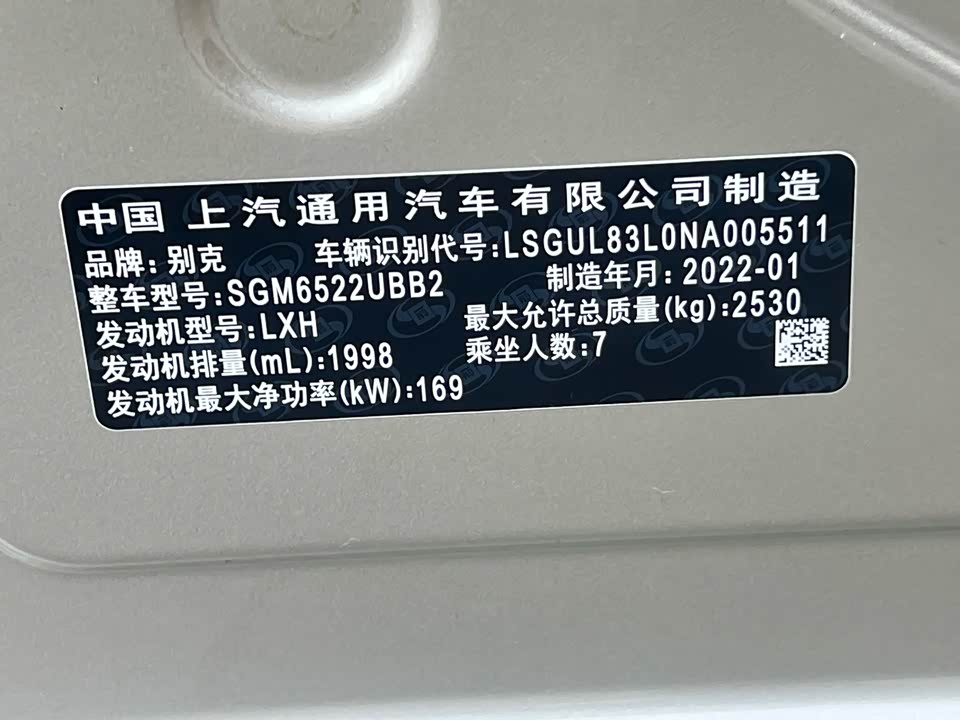 中国 上汽通用汽车有限公司制造
品牌: 别克 车辆识别代号:LSGUL83L0NA005511
整车型号:SGM6522UBB2 制造年月: 2022-01
发动机型号:LXH 最大允许总质量(kg):2530
发动机排量(mL):1998 乘坐人数:7
发动机最大净功率(kW):169